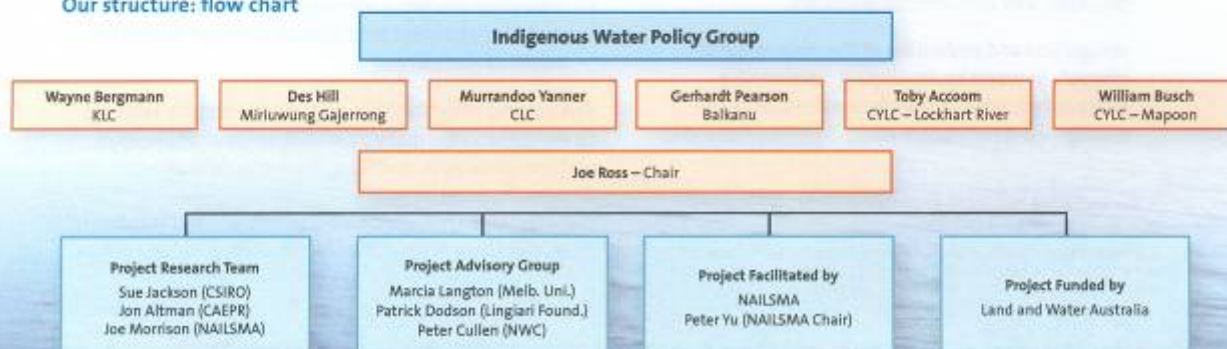 Our structure: flow chart
Indigenous Water Policy Group
Wayne Bergmann
KLC
Des Hill
Miriuwung Gajerrong
Murrandoo Yanner
CLC
Gerhardt Pearson
Balkanu
Toby Accoom
CYLC – Lockhart River
William Busch
CYLC – Mapoon
Joe Ross – Chair
Project Research Team
Sue Jackson (CSIRO)
Jon Altman (CAEPR)
Joe Morrison (NAILSMA)
Project Advisory Group
Marcia Langton (Melb. Uni.)
Patrick Dodson (Lingiari Found.)
Peter Cullen (NWC)
Project Facilitated by
NAILSMA
Peter Yu (NAILSMA Chair)
Project Funded by
Land and Water Australia